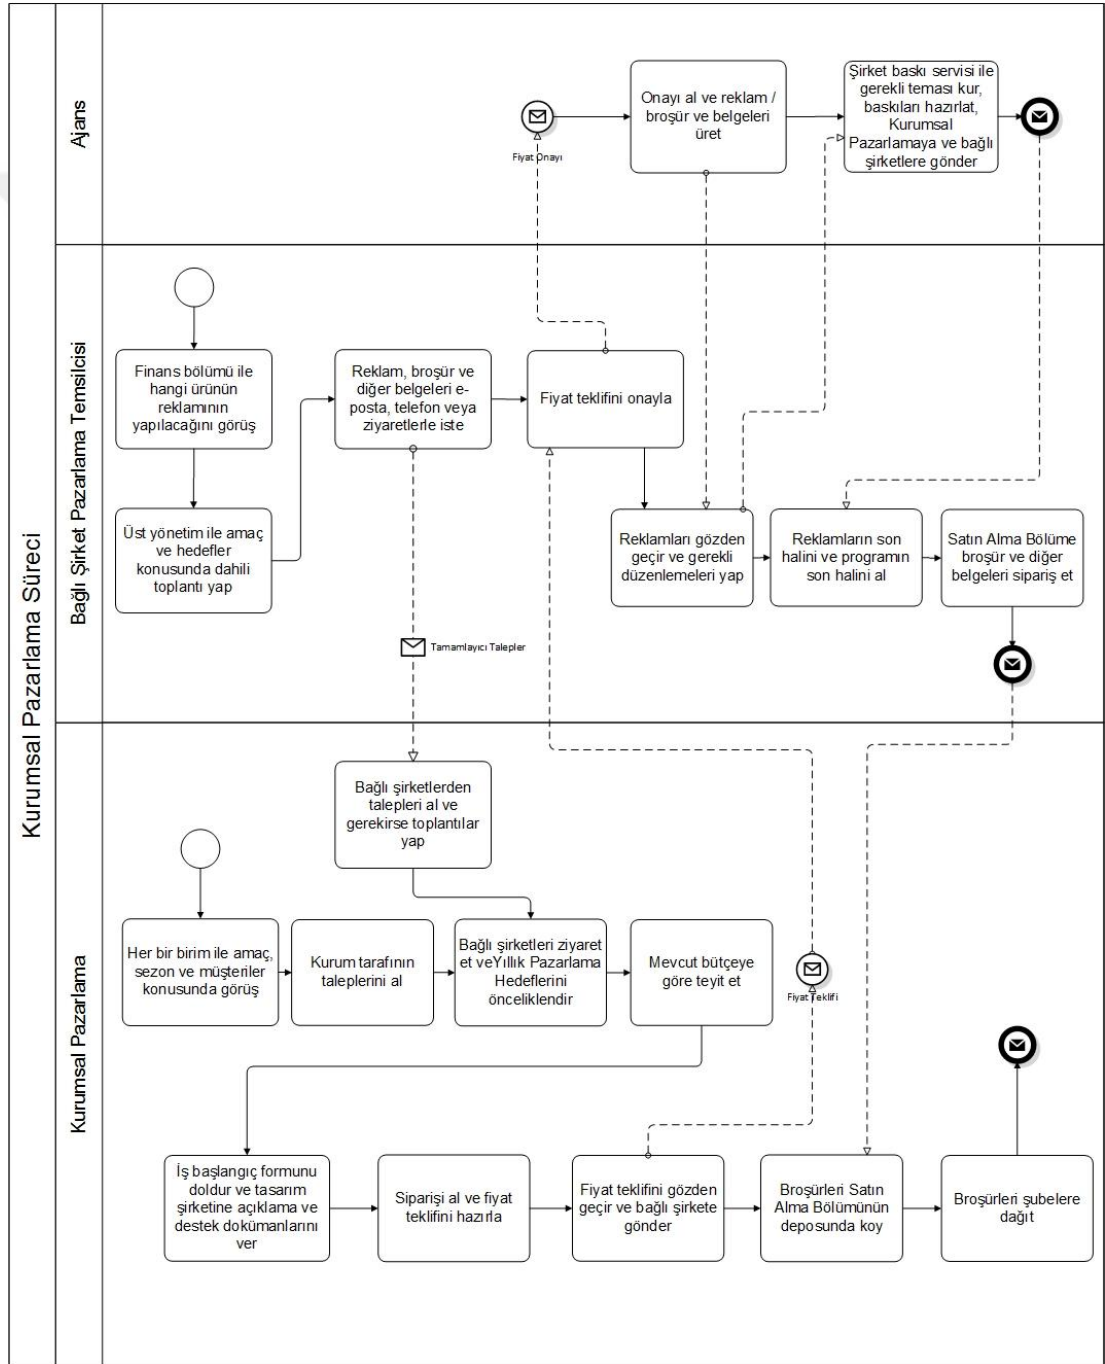 Kurumsal Pazarlama Süreci
Ajans
Fiyat Onayı
Onayı al ve reklam /
broşür ve belgeleri
üret
Şirket baskı servisi ile
gerekli teması kur,
baskıları hazırlat,
Kurumsal
Pazarlamaya ve bağlı
şirketlere gönder
Bağlı Şirket Pazarlama Temsilcisi
Finans bölümü ile
hangi ürünün
reklamının
yapılacağını görüş
Reklam, broşür ve
diğer belgeleri e-
posta, telefon veya
ziyaretlerle iste
Fiyat teklifini onayla
Üst yönetim ile amaç
ve hedefler
konusunda dahili
toplantı yap
Reklamları gözden
geçir ve gerekli
düzenlemeleri yap
Reklamların son
halini ve programın
son halini al
Satın Alma Bölüme
broşür ve diğer
belgeleri sipariş et
Tamamlayıcı Talepler
Kurumsal Pazarlama
Bağlı şirketlerden
talepleri al ve
gerekirse toplantılar
yap
Her bir birim ile amaç,
sezon ve müşteriler
konusunda görüş
Kurum tarafının
taleplerini al
Bağlı şirketleri ziyaret
et veYıllık Pazarlama
Hedeflerini
önceliklendir
Mevcut bütçeye
göre teyit et
Fiyat Teklifi
İş başlangıç formunu
doldur ve tasarım
şirketine açıklama ve
destek dokümanlarını
ver
Siparişi al ve fiyat
teklifini hazırla
Fiyat teklifini gözden
geçir ve bağlı şirkete
gönder
Broşürleri Satın
Alma Bölümünün
deposunda koy
Broşürleri şubelere
dağıt